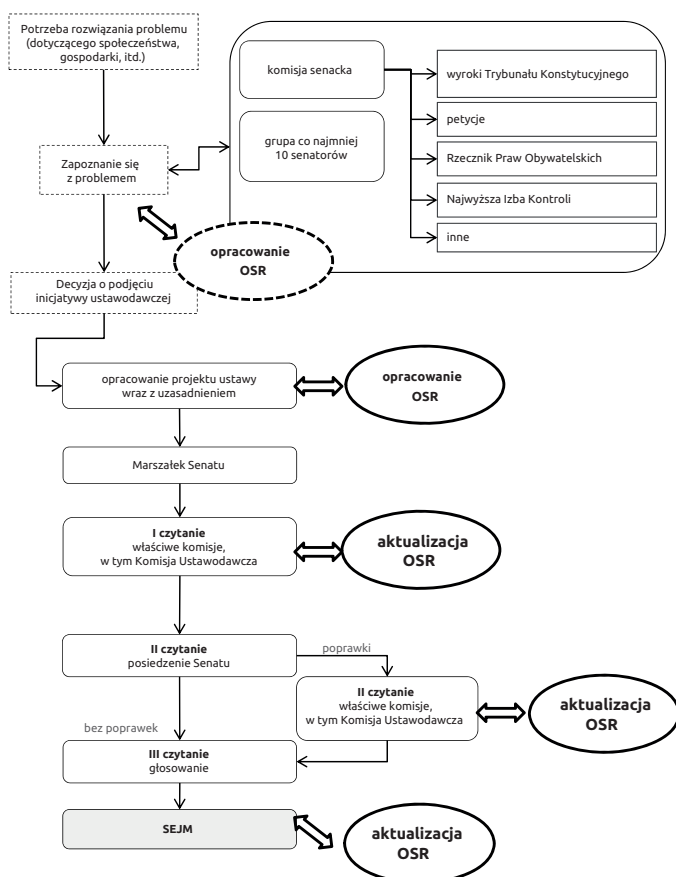 Potrzeba rozwiązania problemu
(dotyczącego społeczeństwa,
gospodarki, itd.)
komisja senacka
wyroki Trybunału Konstytucyjnego
petycje
grupa co najmniej
10 senatorów
Rzecznik Praw Obywatelskich
Zapoznanie się
z problemem
Najwyższa Izba Kontroli
inne
opracowanie
OSR
Decyzja o podjęciu
inicjatywy ustawodawczej
opracowanie projektu ustawy
wraz z uzasadnieniem
opracowanie
OSR
Marszałek Senatu
I czytanie
właściwe komisje,
w tym Komisja Ustawodawcza
aktualizacja
OSR
II czytanie
posiedzenie Senatu
poprawki
II czytanie
właściwe komisje,
w tym Komisja Ustawodawcza
aktualizacja
OSR
bez poprawek
III czytanie
głosowanie
SEJM
aktualizacja
OSR